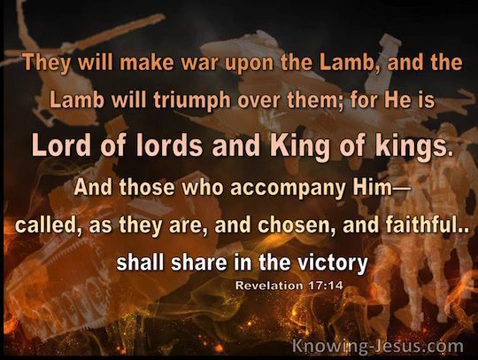 They will make war upon the Lamb, and the
Lamb will triumph over them; for He is
Lord of lords and King of kings.
And those who accompany Him—
called, as they are, and chosen, and faithful..
shall share in the victory
Revelation 17:14
Knowing-Jesus.com